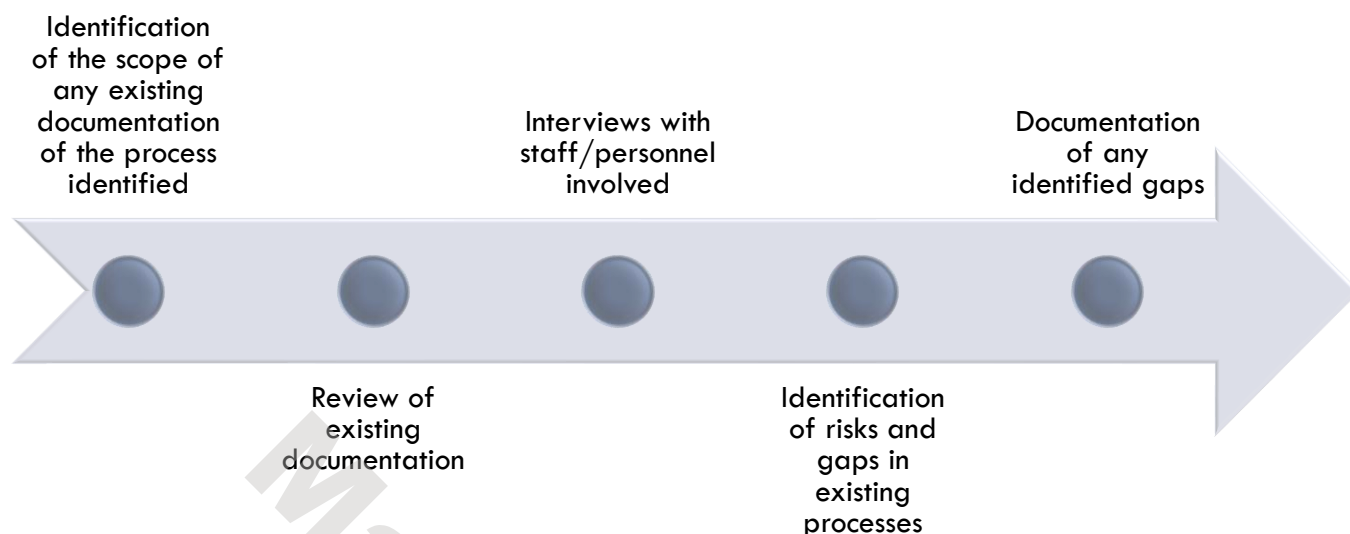 Identification
of the scope of
any existing
documentation
of the process
identified
Review of
existing
documentation
Interviews with
staff/personnel
involved
Identification
of risks and
gaps in
existing
processes
Documentation
of any
identified gaps